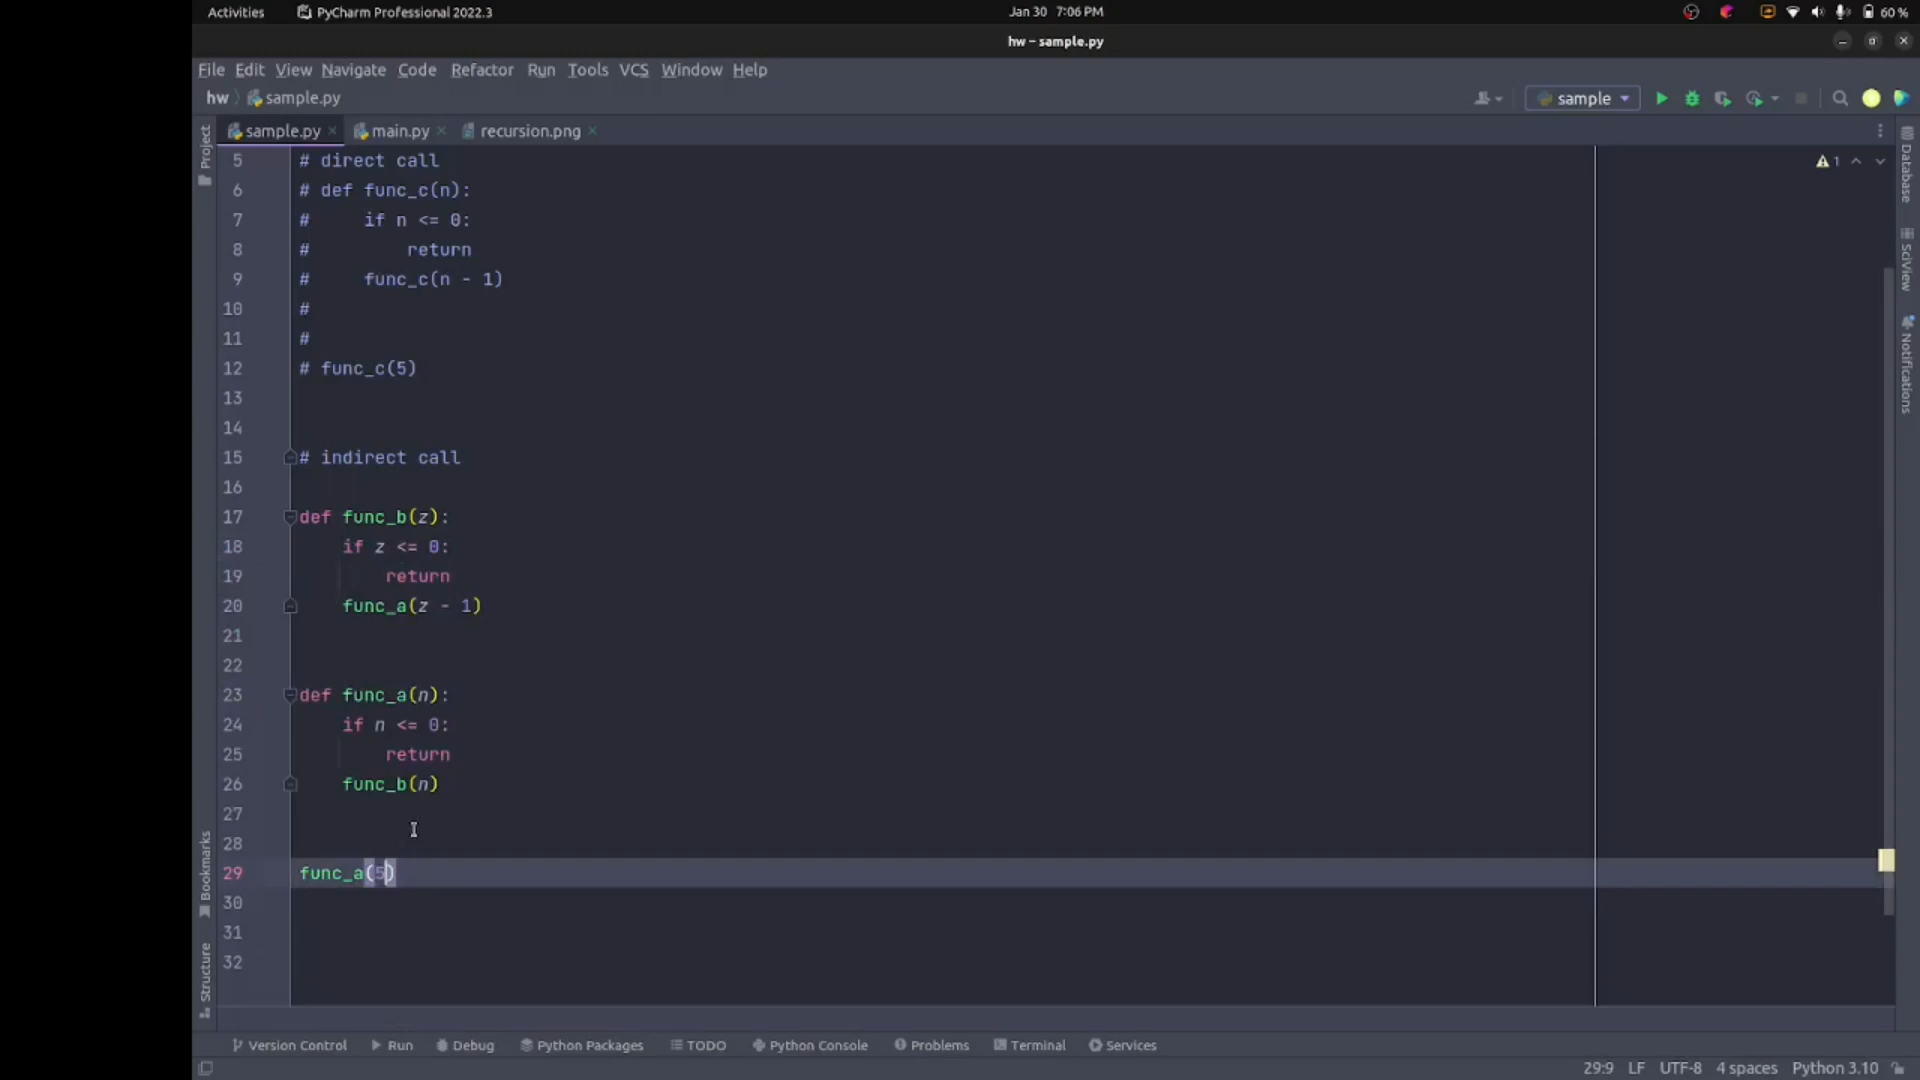 Activities PyCharm Professional 2022.3 Jan 30 7:06 PM 60 %
hw – sample.py
File Edit View Navigate Code Refactor Run Tools VCS Window Help
hw sample.py sample
sample.py main.py recursion.png
Project
Bookmarks
Structure
5 # direct call
6 # def func_c(n):
7 #     if n <= 0:
8 #         return
9 #     func_c(n - 1)
10 #
11 #
12 # func_c(5)
13
14
15 # indirect call
16
17 def func_b(z):
18     if z <= 0:
19         return
20     func_a(z - 1)
21
22
23 def func_a(n):
24     if n <= 0:
25         return
26     func_b(n)
27
28
29 func_a(5)
30
31
32
1
Database
SciView
Notifications
Version Control Run Debug Python Packages TODO Python Console Problems Terminal Services
29:9 LF UTF-8 4 spaces Python 3.10